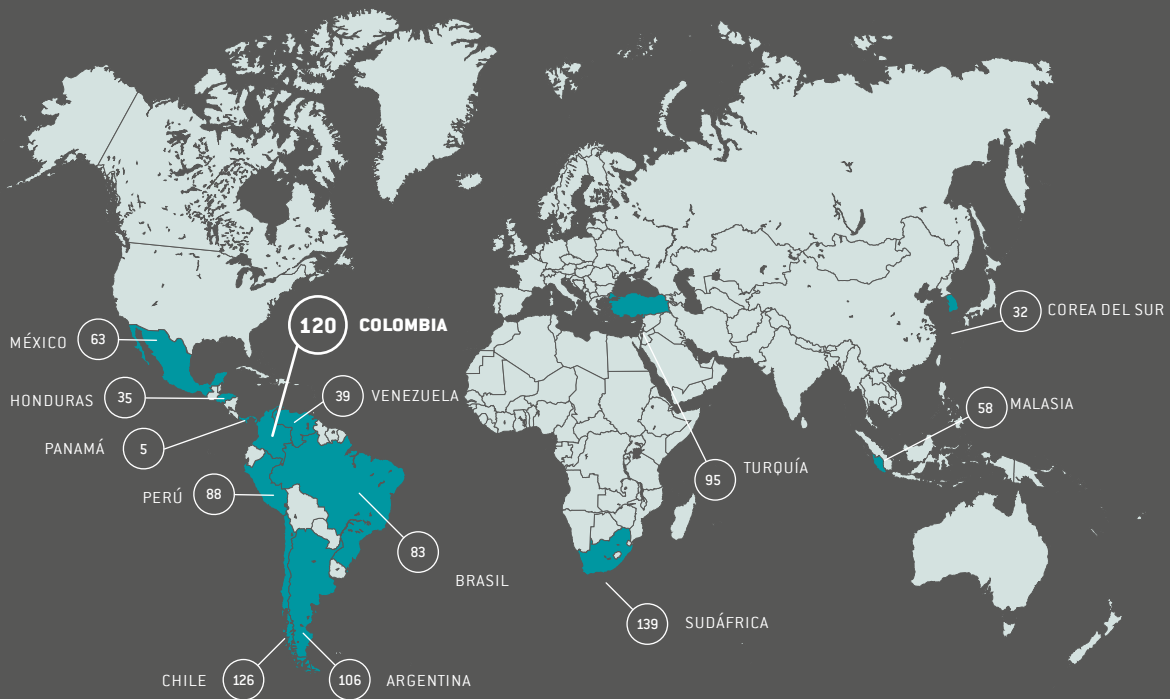 120 COLOMBIA
MÉXICO 63
32 COREA DEL SUR
HONDURAS 35
39 VENEZUELA
58 MALASIA
PANAMÁ 5
95 TURQUÍA
PERÚ 88
83
BRASIL
139 SUDÁFRICA
CHILE 126
106 ARGENTINA